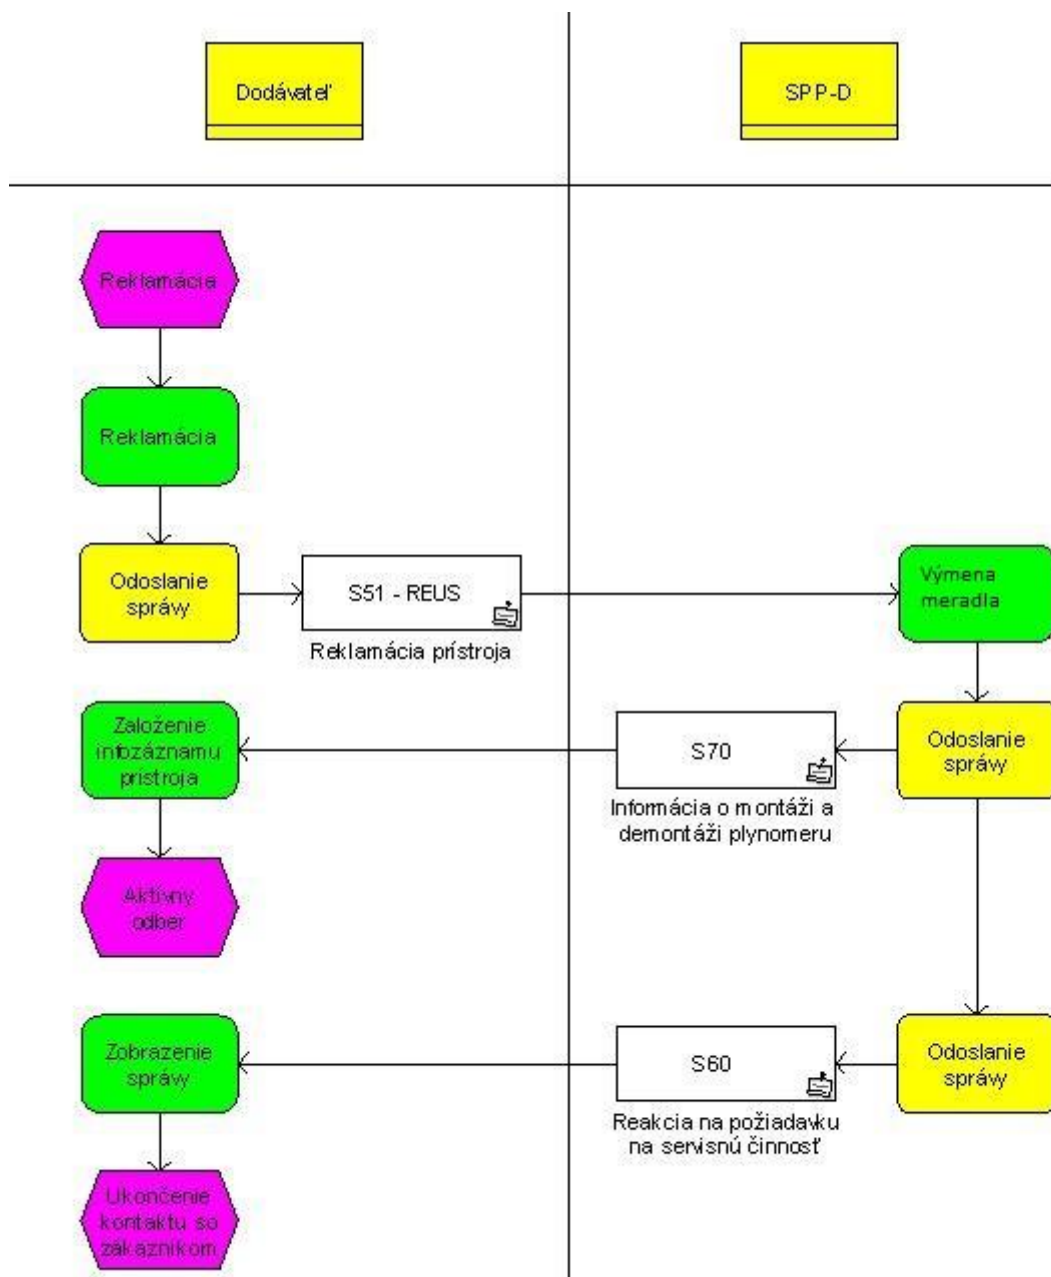 Dodávateľ
SPP-D
Reklamácia
Reklamácia
Odoslanie
správy
S51 - REUS
Reklamácia prístroja
Výmena
meradla
Založenie
infozáznamu
prístroja
S70
Informácia o montáži a
demontáži plynomeru
Odoslanie
správy
Aktívny
odber
Zobrazenie
správy
S60
Reakcia na požiadavku
na servisnú činnosť
Odoslanie
správy
Ukončenie
kontaktu so
zákazníkom